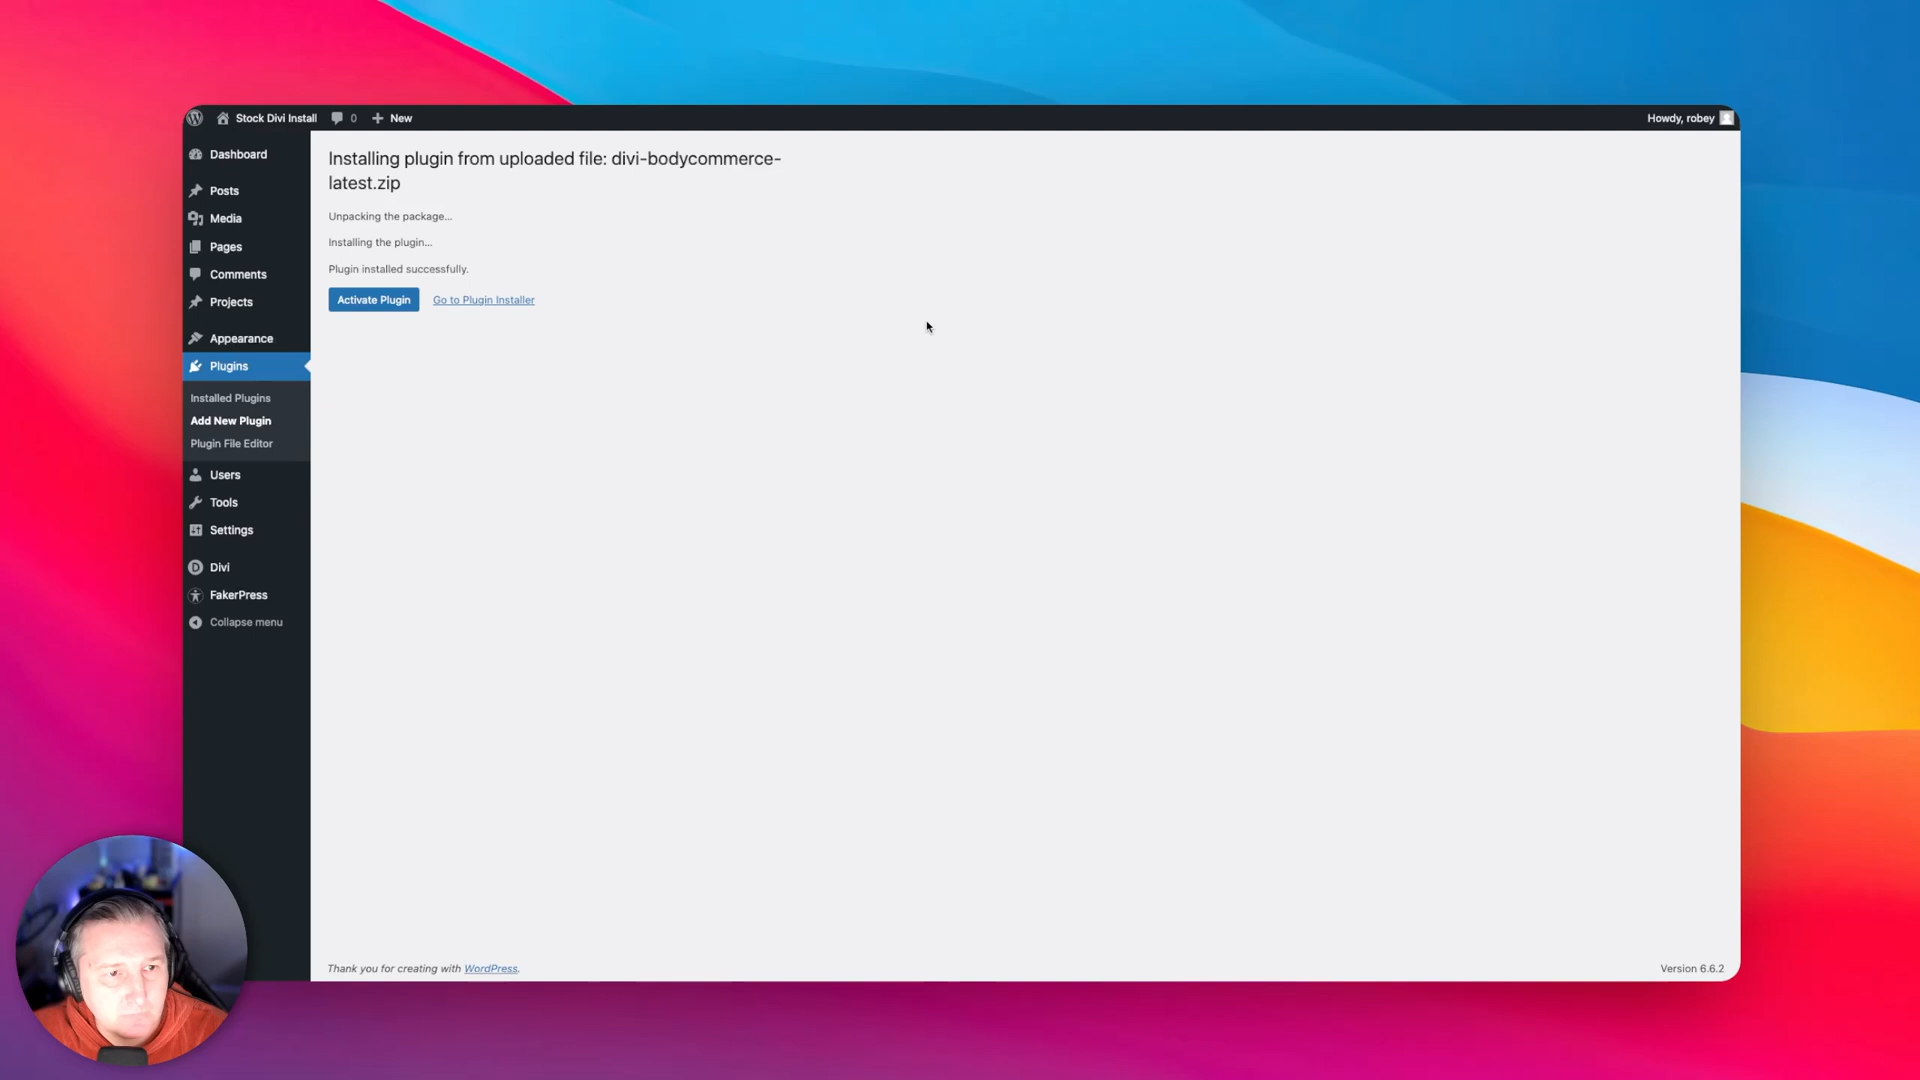 Stock Divi Install
0
New
Howdy, robey
Dashboard
Posts
Media
Pages
Comments
Projects
Appearance
Plugins
Installed Plugins
Add New Plugin
Plugin File Editor
Users
Tools
Settings
Divi
FakerPress
Collapse menu
Installing plugin from uploaded file: divi-bodycommerce-
latest.zip
Unpacking the package...
Installing the plugin...
Plugin installed successfully.
Activate Plugin
Go to Plugin Installer
Thank you for creating with WordPress.
Version 6.6.2